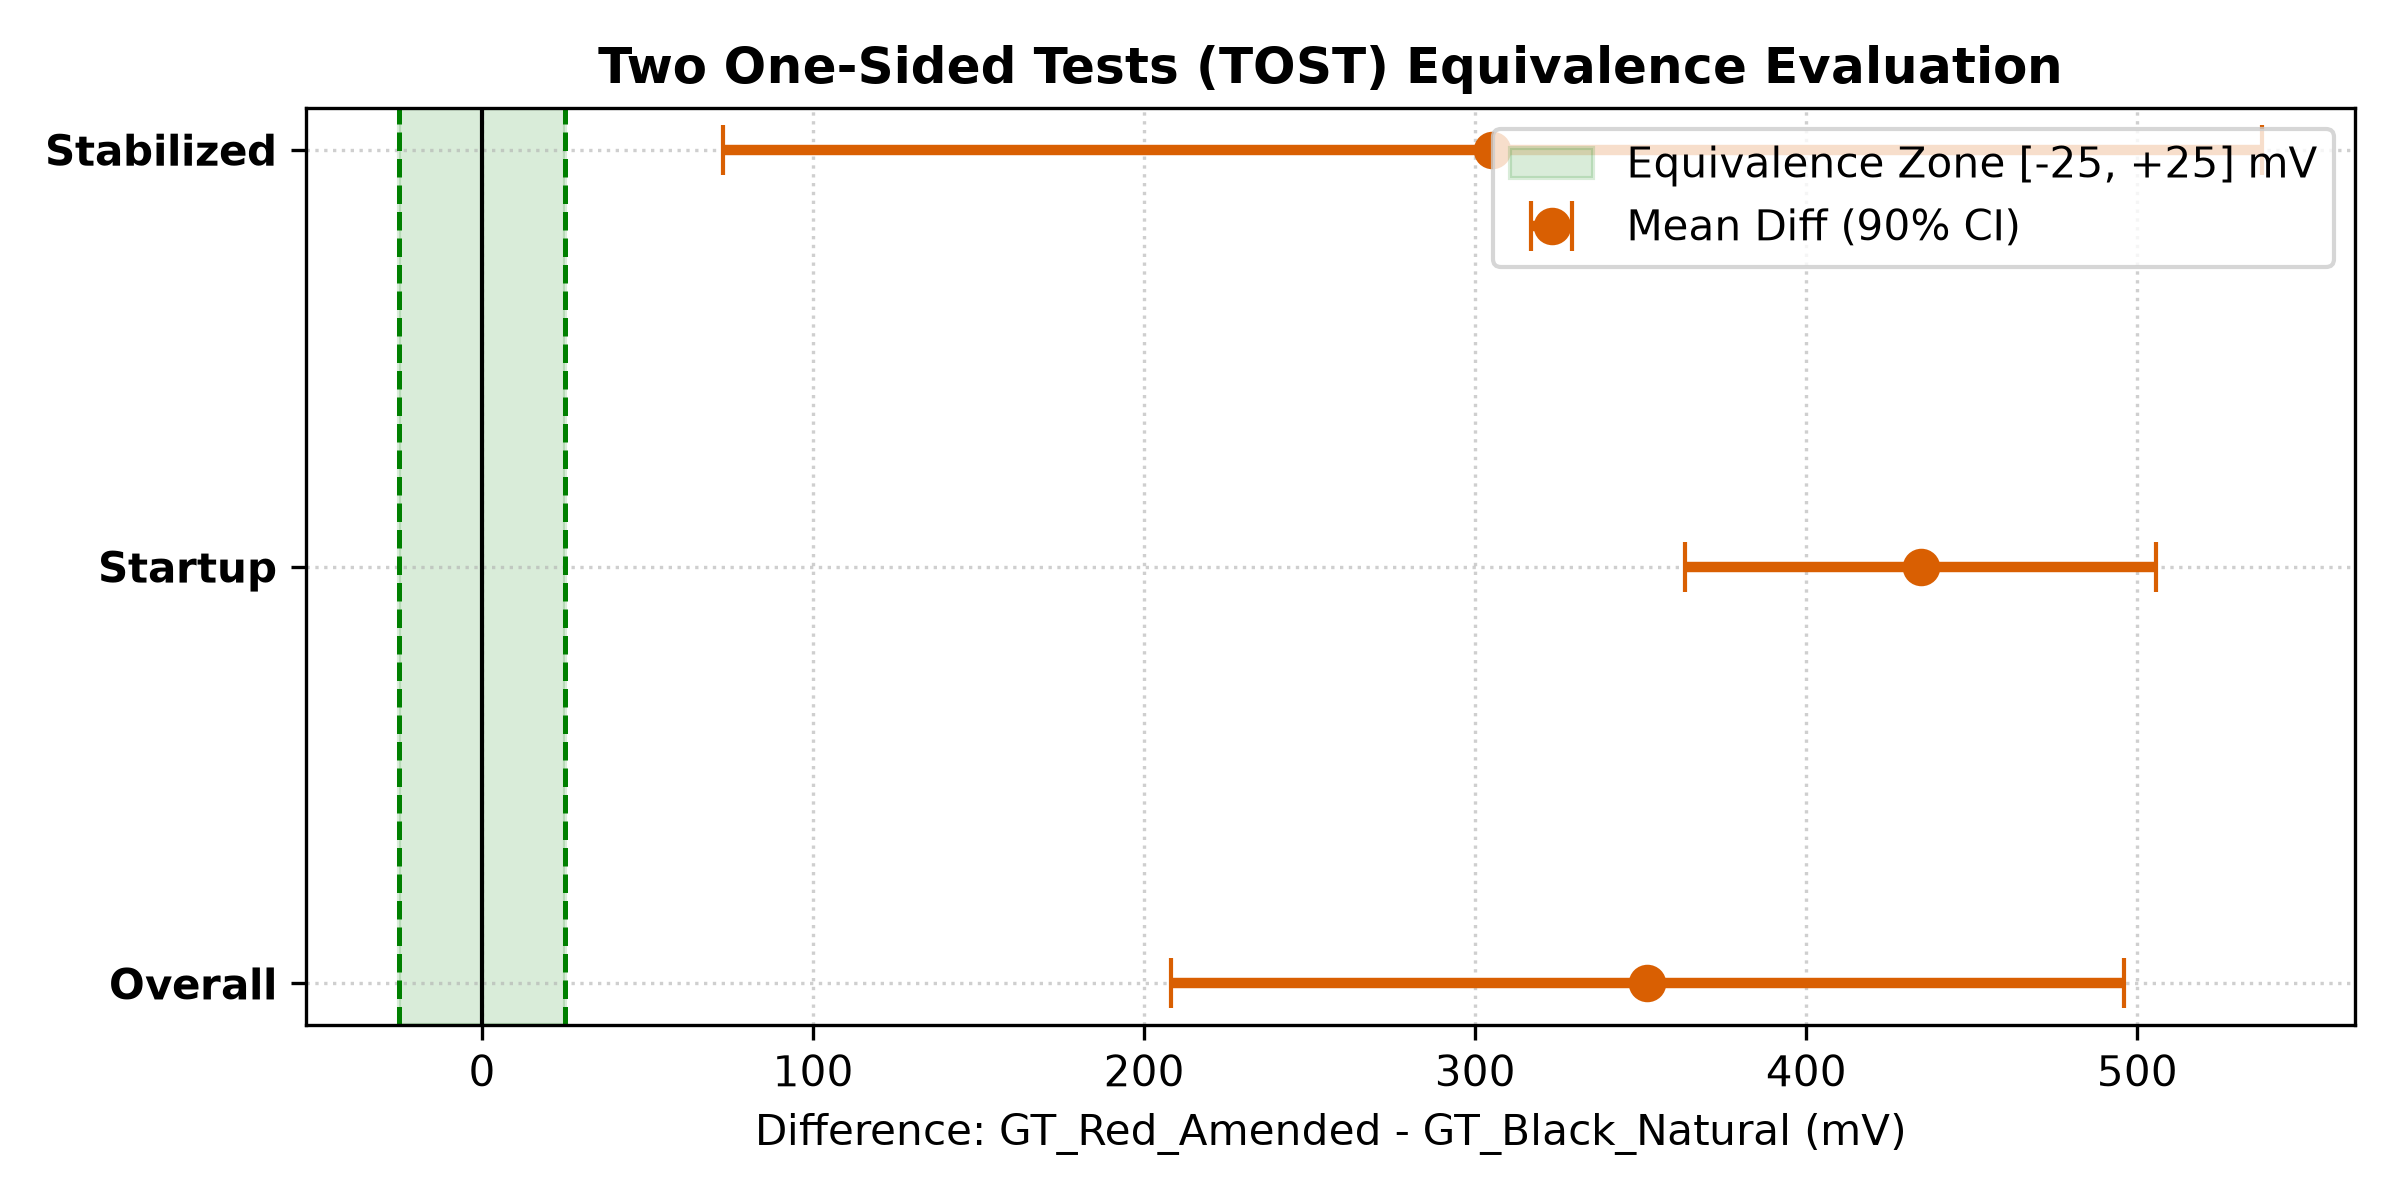 Two One-Sided Tests (TOST) Equivalence Evaluation
Stabilized
Equivalence Zone [-25, +25] mV
Mean Diff (90% CI)
Startup
Overall
0 100 200 300 400 500
Difference: GT_Red_Amended - GT_Black_Natural (mV)